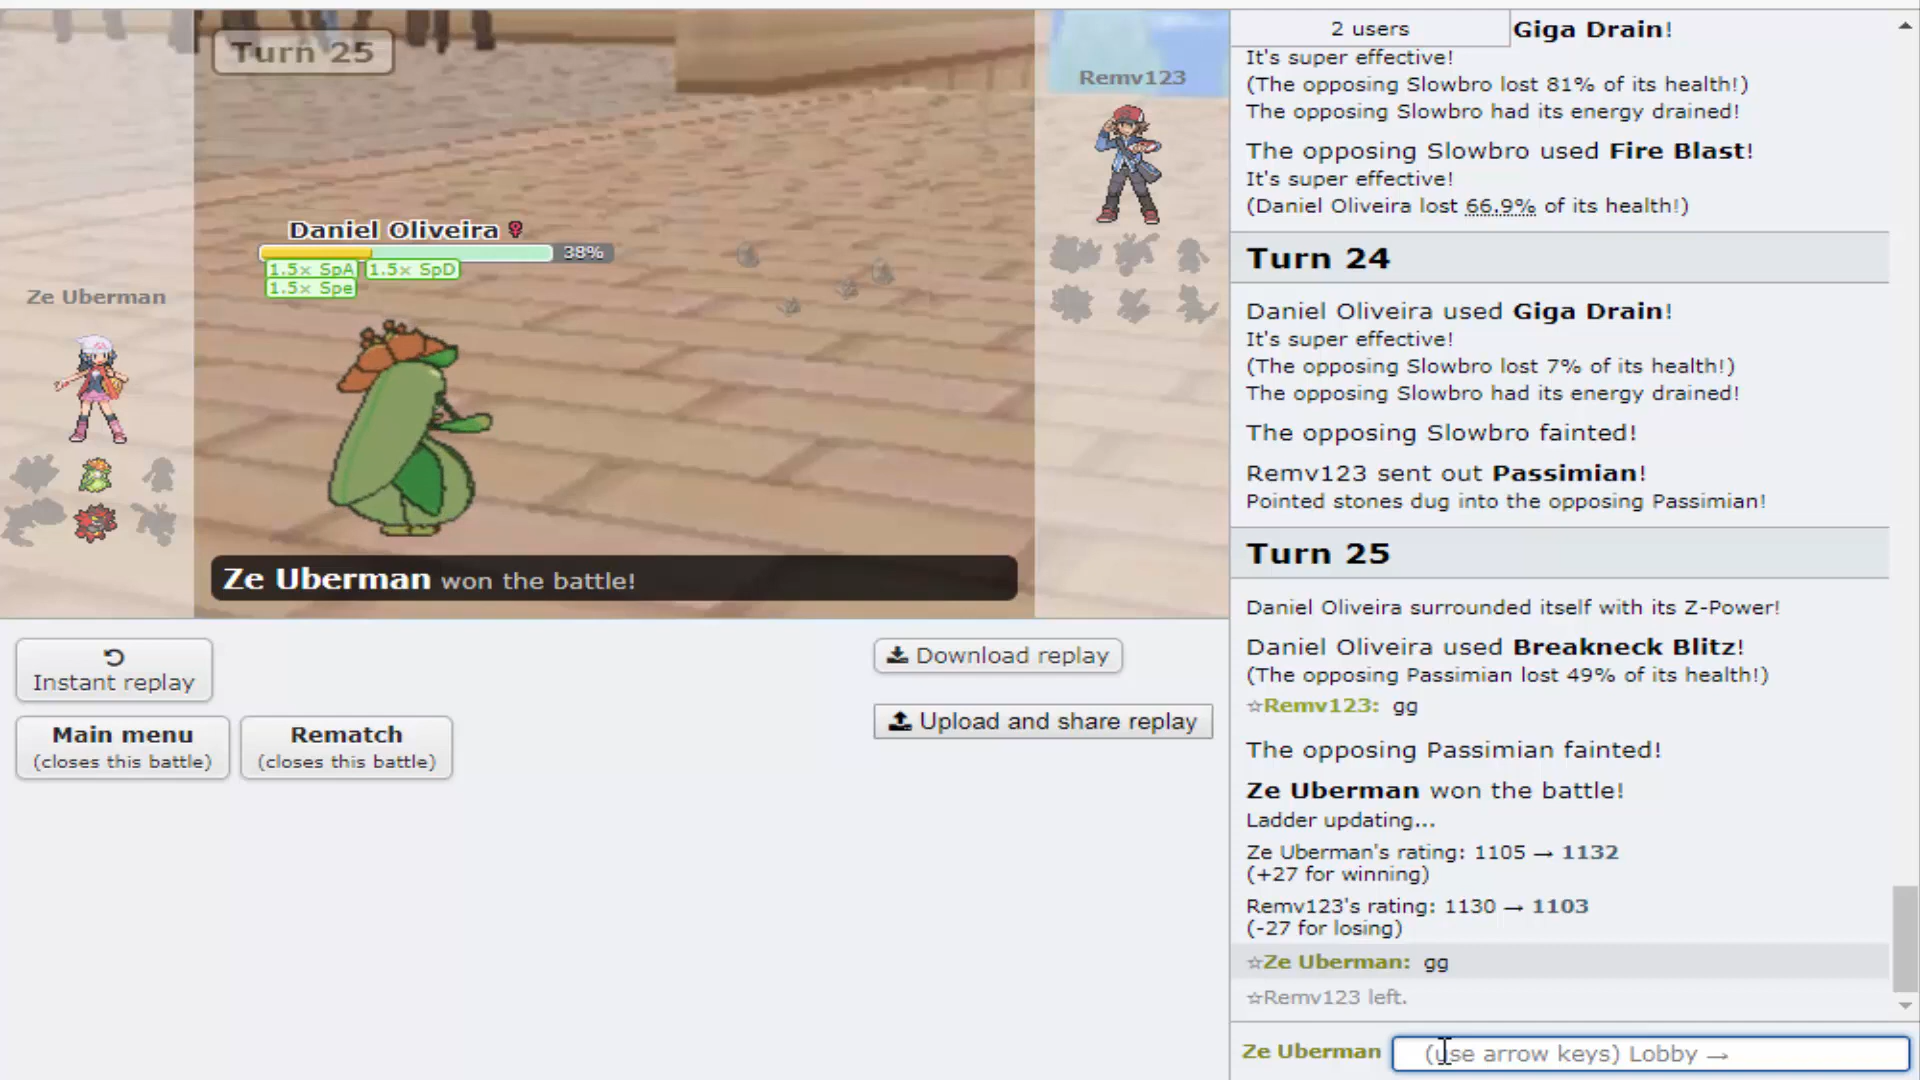 Turn 25
Remv123
Ze Uberman
Daniel Oliveira
38%
1.5× SpA 1.5× SpD
1.5× Spe
Ze Uberman won the battle!
Instant replay
Download replay
Upload and share replay
Main menu
(closes this battle)
Rematch
(closes this battle)
2 users
Giga Drain!
It's super effective!
(The opposing Slowbro lost 81% of its health!)
The opposing Slowbro had its energy drained!
The opposing Slowbro used Fire Blast!
It's super effective!
(Daniel Oliveira lost 66.9% of its health!)
Turn 24
Daniel Oliveira used Giga Drain!
It's super effective!
(The opposing Slowbro lost 7% of its health!)
The opposing Slowbro had its energy drained!
The opposing Slowbro fainted!
Remv123 sent out Passimian!
Pointed stones dug into the opposing Passimian!
Turn 25
Daniel Oliveira surrounded itself with its Z-Power!
Daniel Oliveira used Breakneck Blitz!
(The opposing Passimian lost 49% of its health!)
☆Remv123: gg
The opposing Passimian fainted!
Ze Uberman won the battle!
Ladder updating...
Ze Uberman's rating: 1105 → 1132
(+27 for winning)
Remv123's rating: 1130 → 1103
(-27 for losing)
☆Ze Uberman: gg
☆Remv123 left.
Ze Uberman (use arrow keys) Lobby →